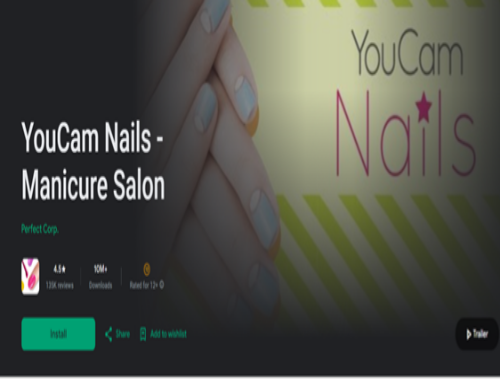 YouCam
Nails
YouCam Nails -
Manicure Salon
Perfect Corp.
4.5★
10M+
135K reviews
Downloads
Rated for 12+
Install
Share
Add to wishlist
Trailer